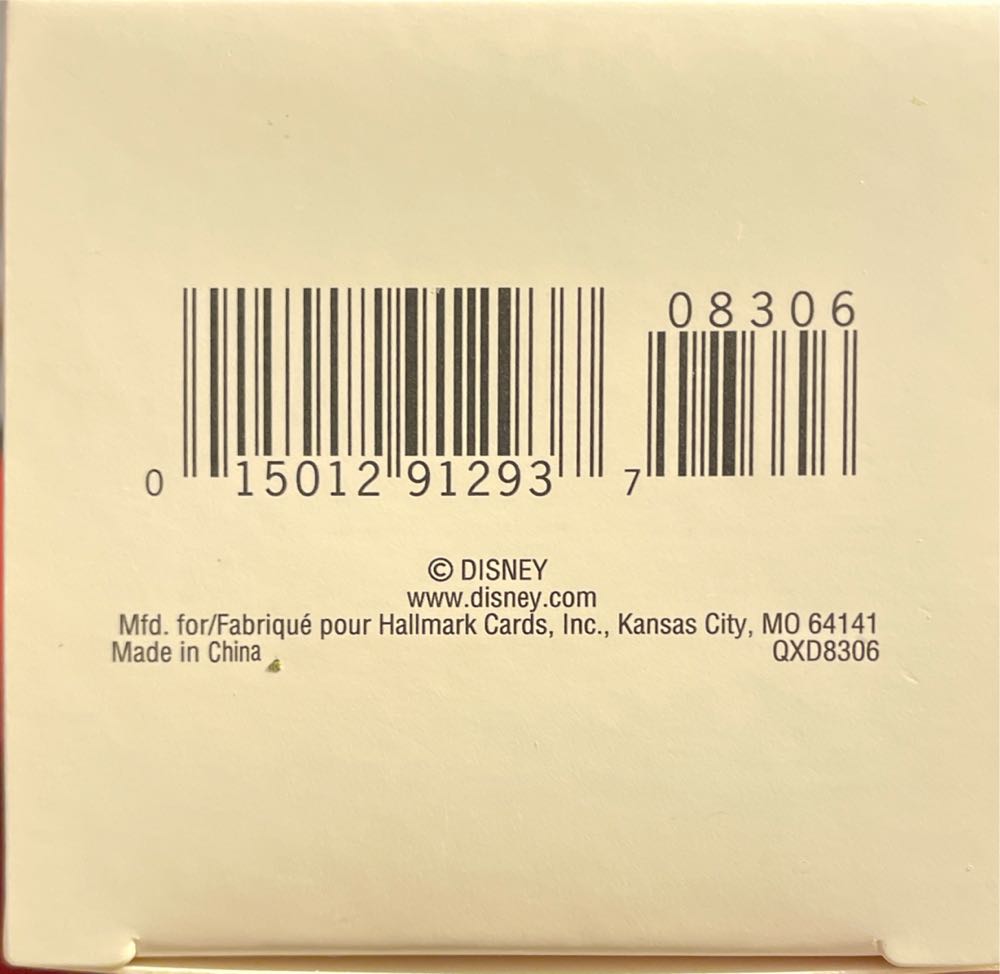 08306
0 15012 91293 7
© DISNEY
www.disney.com
Mfd. for/Fabriqué pour Hallmark Cards, Inc., Kansas City, MO 64141
Made in China QXD8306